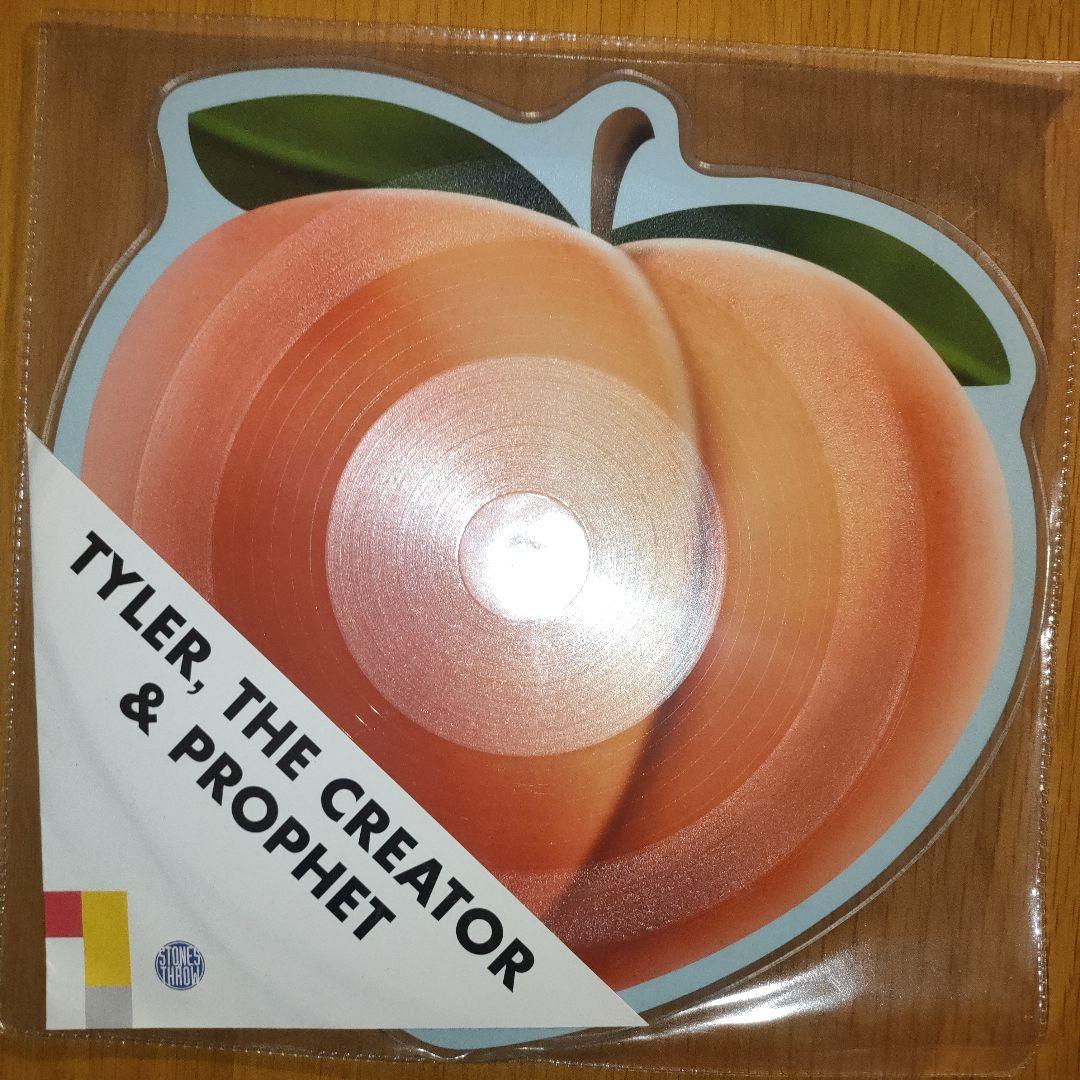 TYLER, THE CREATOR
& PROPHET
STONES
THROW